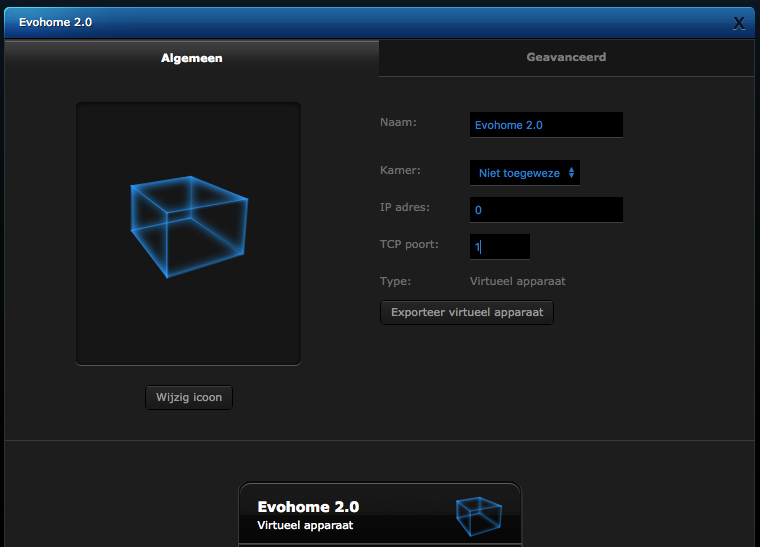 Evohome 2.0
X
Algemeen
Geavanceerd
Naam:
Evohome 2.0
Kamer:
Niet toegeweze
IP adres:
0
TCP poort:
1
Type:
Virtueel apparaat
Exporteer virtueel apparaat
Wijzig icoon
Evohome 2.0
Virtueel apparaat